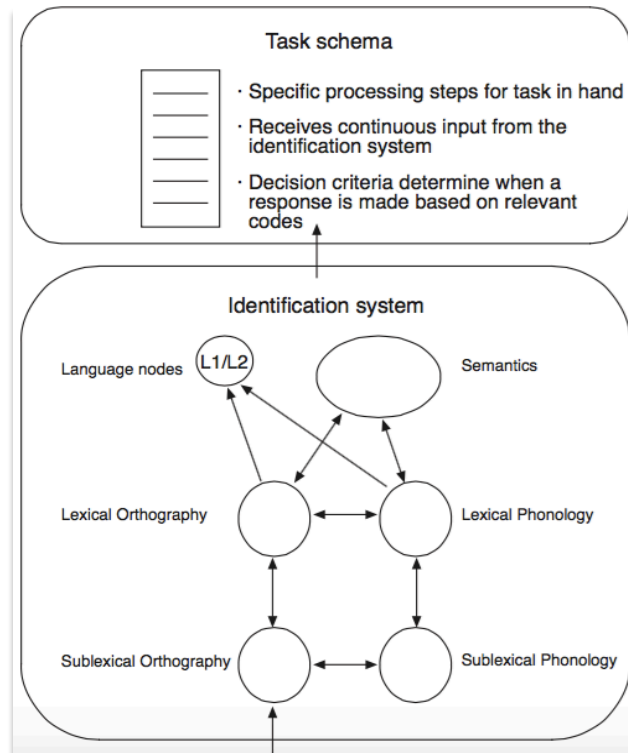 Task schema
· Specific processing steps for task in hand
· Receives continuous input from the
identification system
· Decision criteria determine when a
response is made based on relevant
codes
Identification system
Language nodes
L1/L2
Semantics
Lexical Orthography
Lexical Phonology
Sublexical Orthography
Sublexical Phonology